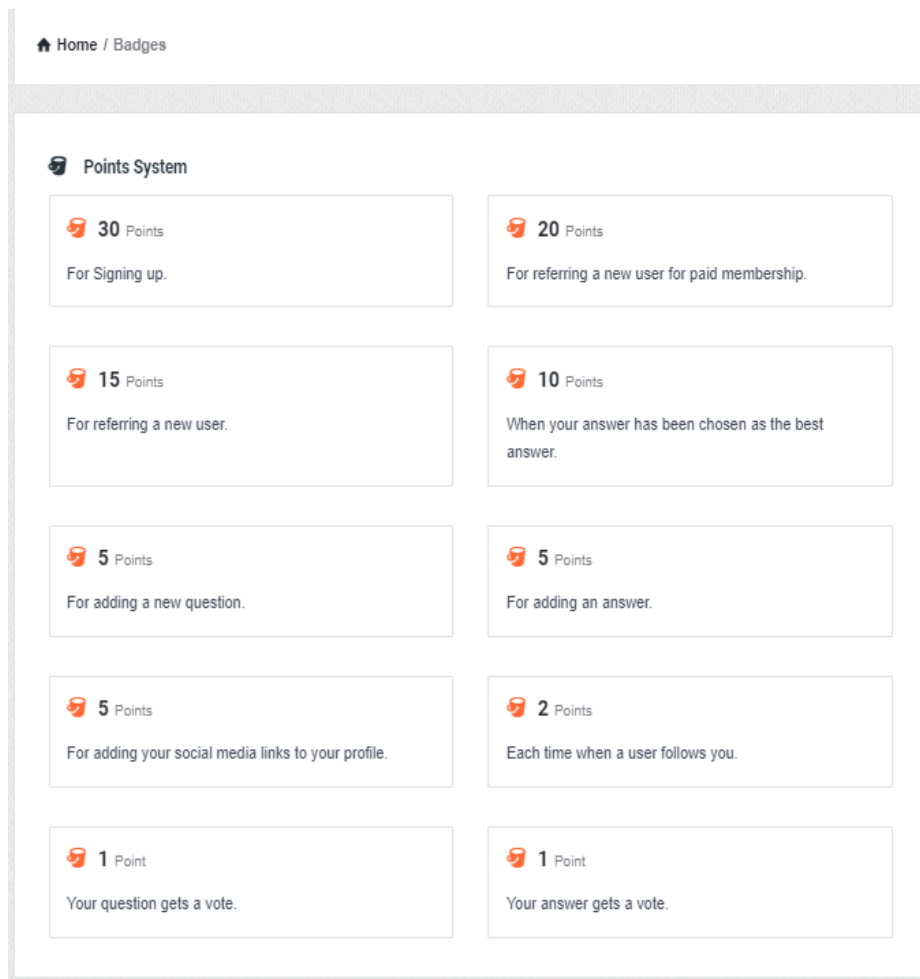 Home / Badges
Points System
30 Points
For Signing up.
20 Points
For referring a new user for paid membership.
15 Points
For referring a new user.
10 Points
When your answer has been chosen as the best
answer.
5 Points
For adding a new question.
5 Points
For adding an answer.
5 Points
For adding your social media links to your profile.
2 Points
Each time when a user follows you.
1 Point
Your question gets a vote.
1 Point
Your answer gets a vote.